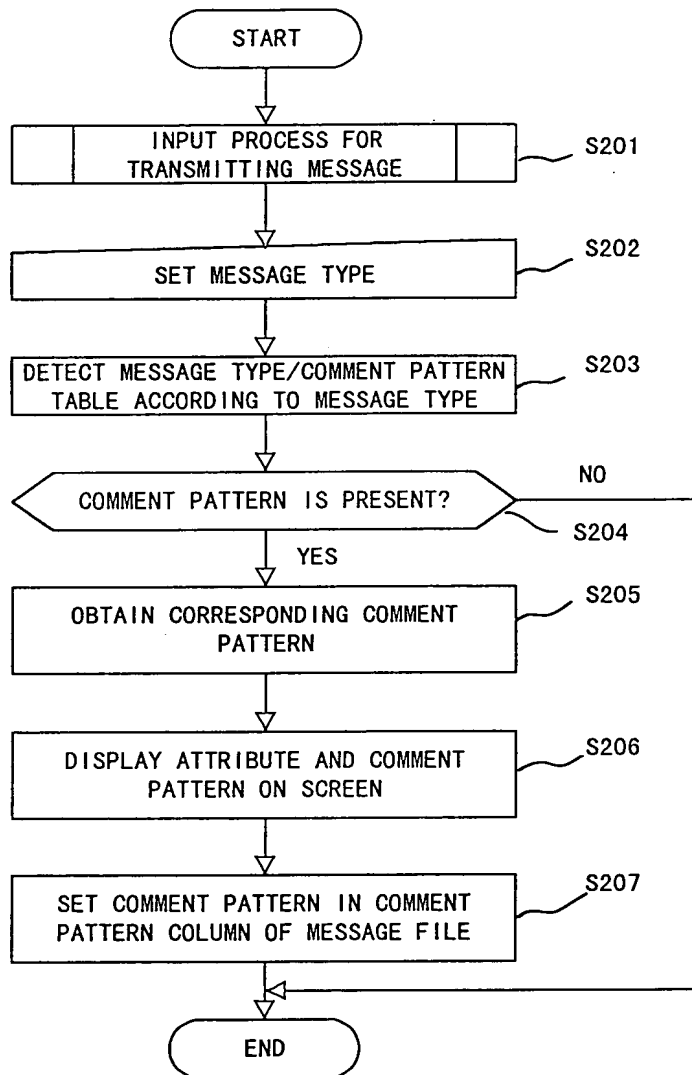 START
INPUT PROCESS FOR
TRANSMITTING MESSAGE
S201
SET MESSAGE TYPE
S202
DETECT MESSAGE TYPE/COMMENT PATTERN
TABLE ACCORDING TO MESSAGE TYPE
S203
COMMENT PATTERN IS PRESENT?
NO
S204
YES
OBTAIN CORRESPONDING COMMENT
PATTERN
S205
DISPLAY ATTRIBUTE AND COMMENT
PATTERN ON SCREEN
S206
SET COMMENT PATTERN IN COMMENT
PATTERN COLUMN OF MESSAGE FILE
S207
END